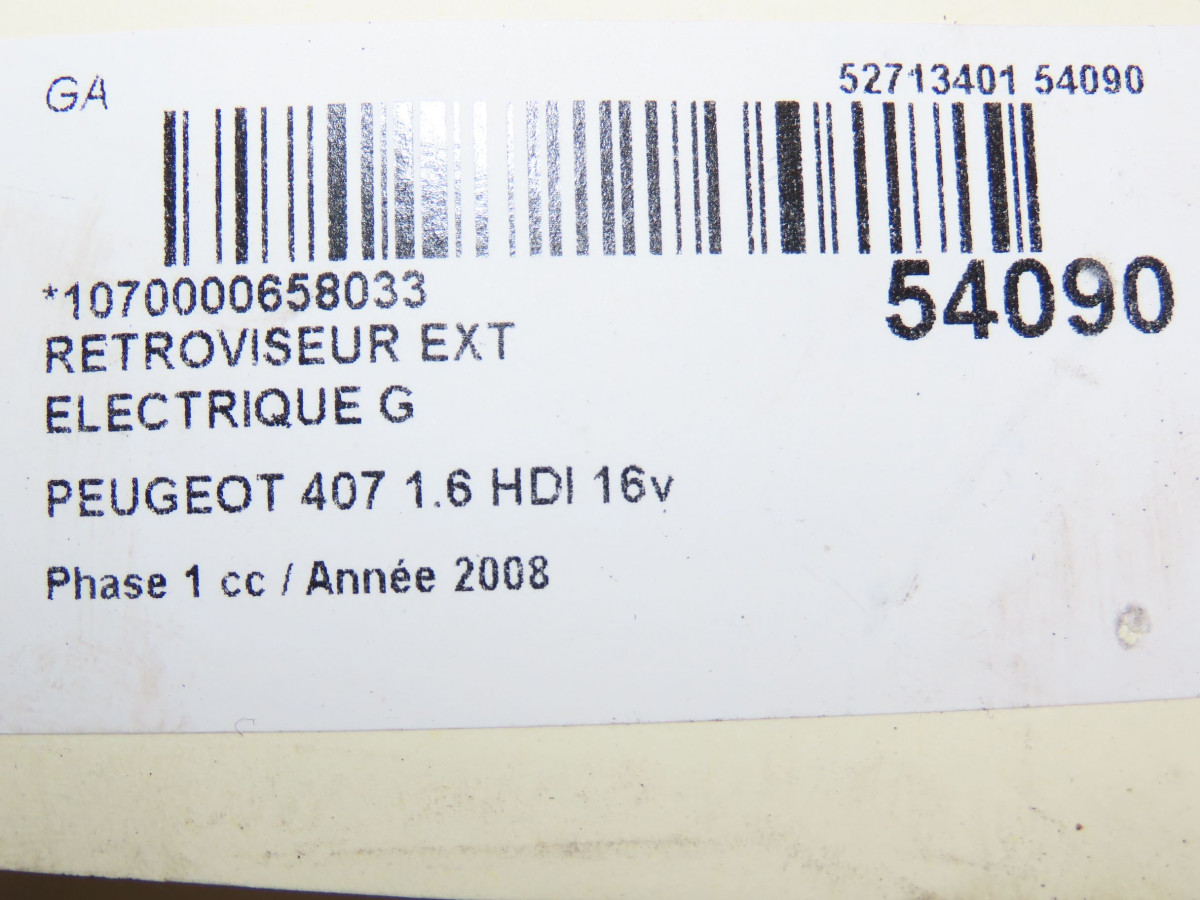 GA
52713401 54090
*1070000658033
54090
RETROVISEUR EXT
ELECTRIQUE G
PEUGEOT 407 1.6 HDI 16v
Phase 1 cc / Année 2008